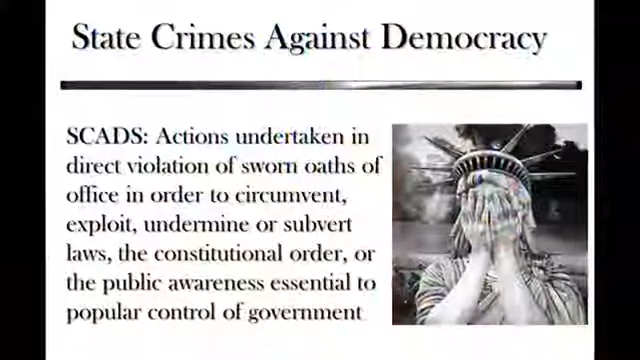 State Crimes Against Democracy
SCADS: Actions undertaken in
direct violation of sworn oaths of
office in order to circumvent,
exploit, undermine or subvert
laws, the constitutional order, or
the public awareness essential to
popular control of government